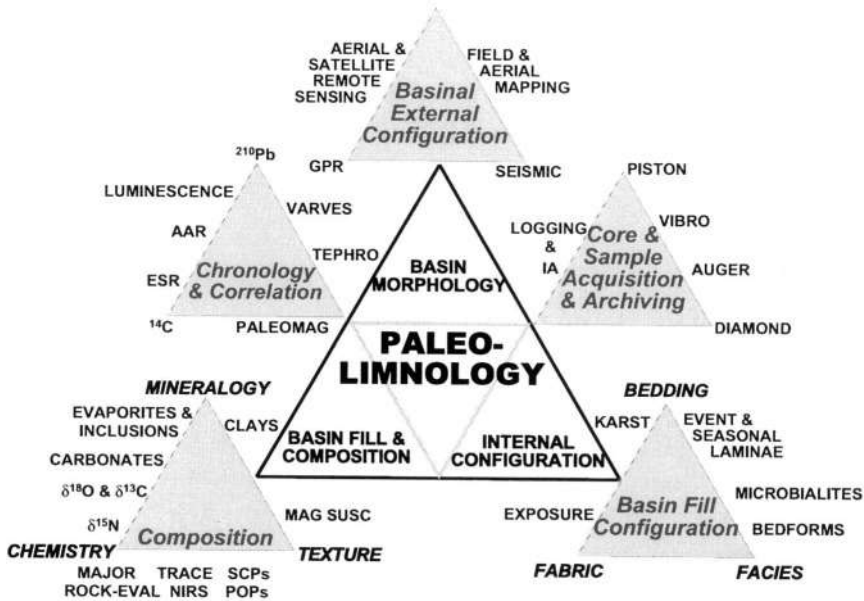 AERIAL &
SATELLITE
REMOTE
SENSING
FIELD &
AERIAL
MAPPING
Basinal
External
Configuration
GPR
SEISMIC
²¹⁰Pb
LUMINESCENCE
VARVES
AAR
TEPHRO
ESR
Chronology
& Correlation
¹⁴C
PALEOMAG
PISTON
LOGGING
&
IA
VIBRO
Core &
Sample
Acquisition
& Archiving
AUGER
DIAMOND
BASIN
MORPHOLOGY
PALEO-
LIMNOLOGY
BASIN FILL &
COMPOSITION
INTERNAL
CONFIGURATION
MINERALOGY
EVAPORITES &
INCLUSIONS
CLAYS
CARBONATES
δ¹⁸O & δ¹³C
δ¹⁵N
MAG SUSC
Composition
CHEMISTRY
TEXTURE
MAJOR TRACE SCPs
ROCK-EVAL NIRS POPs
BEDDING
KARST
EVENT &
SEASONAL
LAMINAE
MICROBIALITES
EXPOSURE
Basin Fill
Configuration
BEDFORMS
FABRIC
FACIES